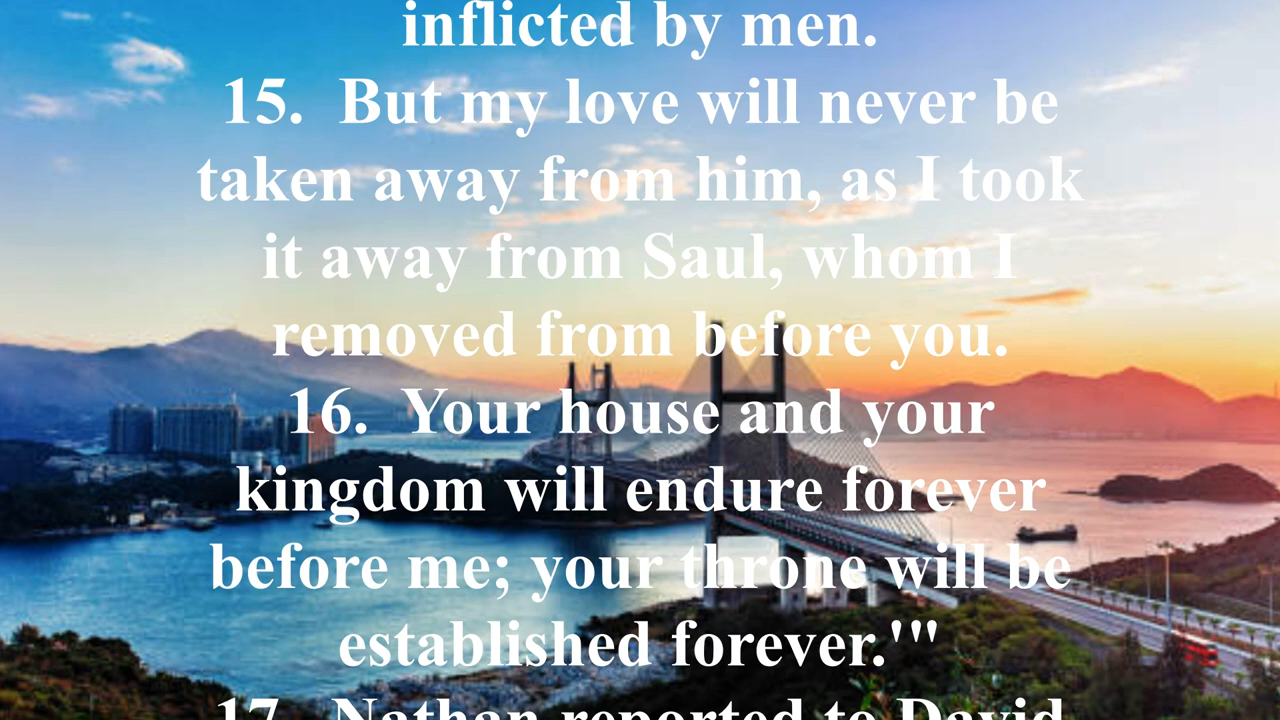 inflicted by men.
15.  But my love will never be
taken away from him, as I took
it away from Saul, whom I
removed from before you.
16.  Your house and your
kingdom will endure forever
before me; your throne will be
established forever.'"
17.  Nathan reported to David